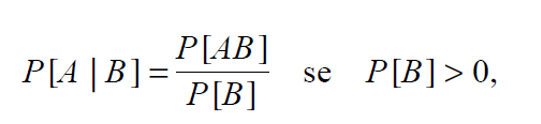 P[A | B] = P[AB] / P[B] se P[B] > 0,